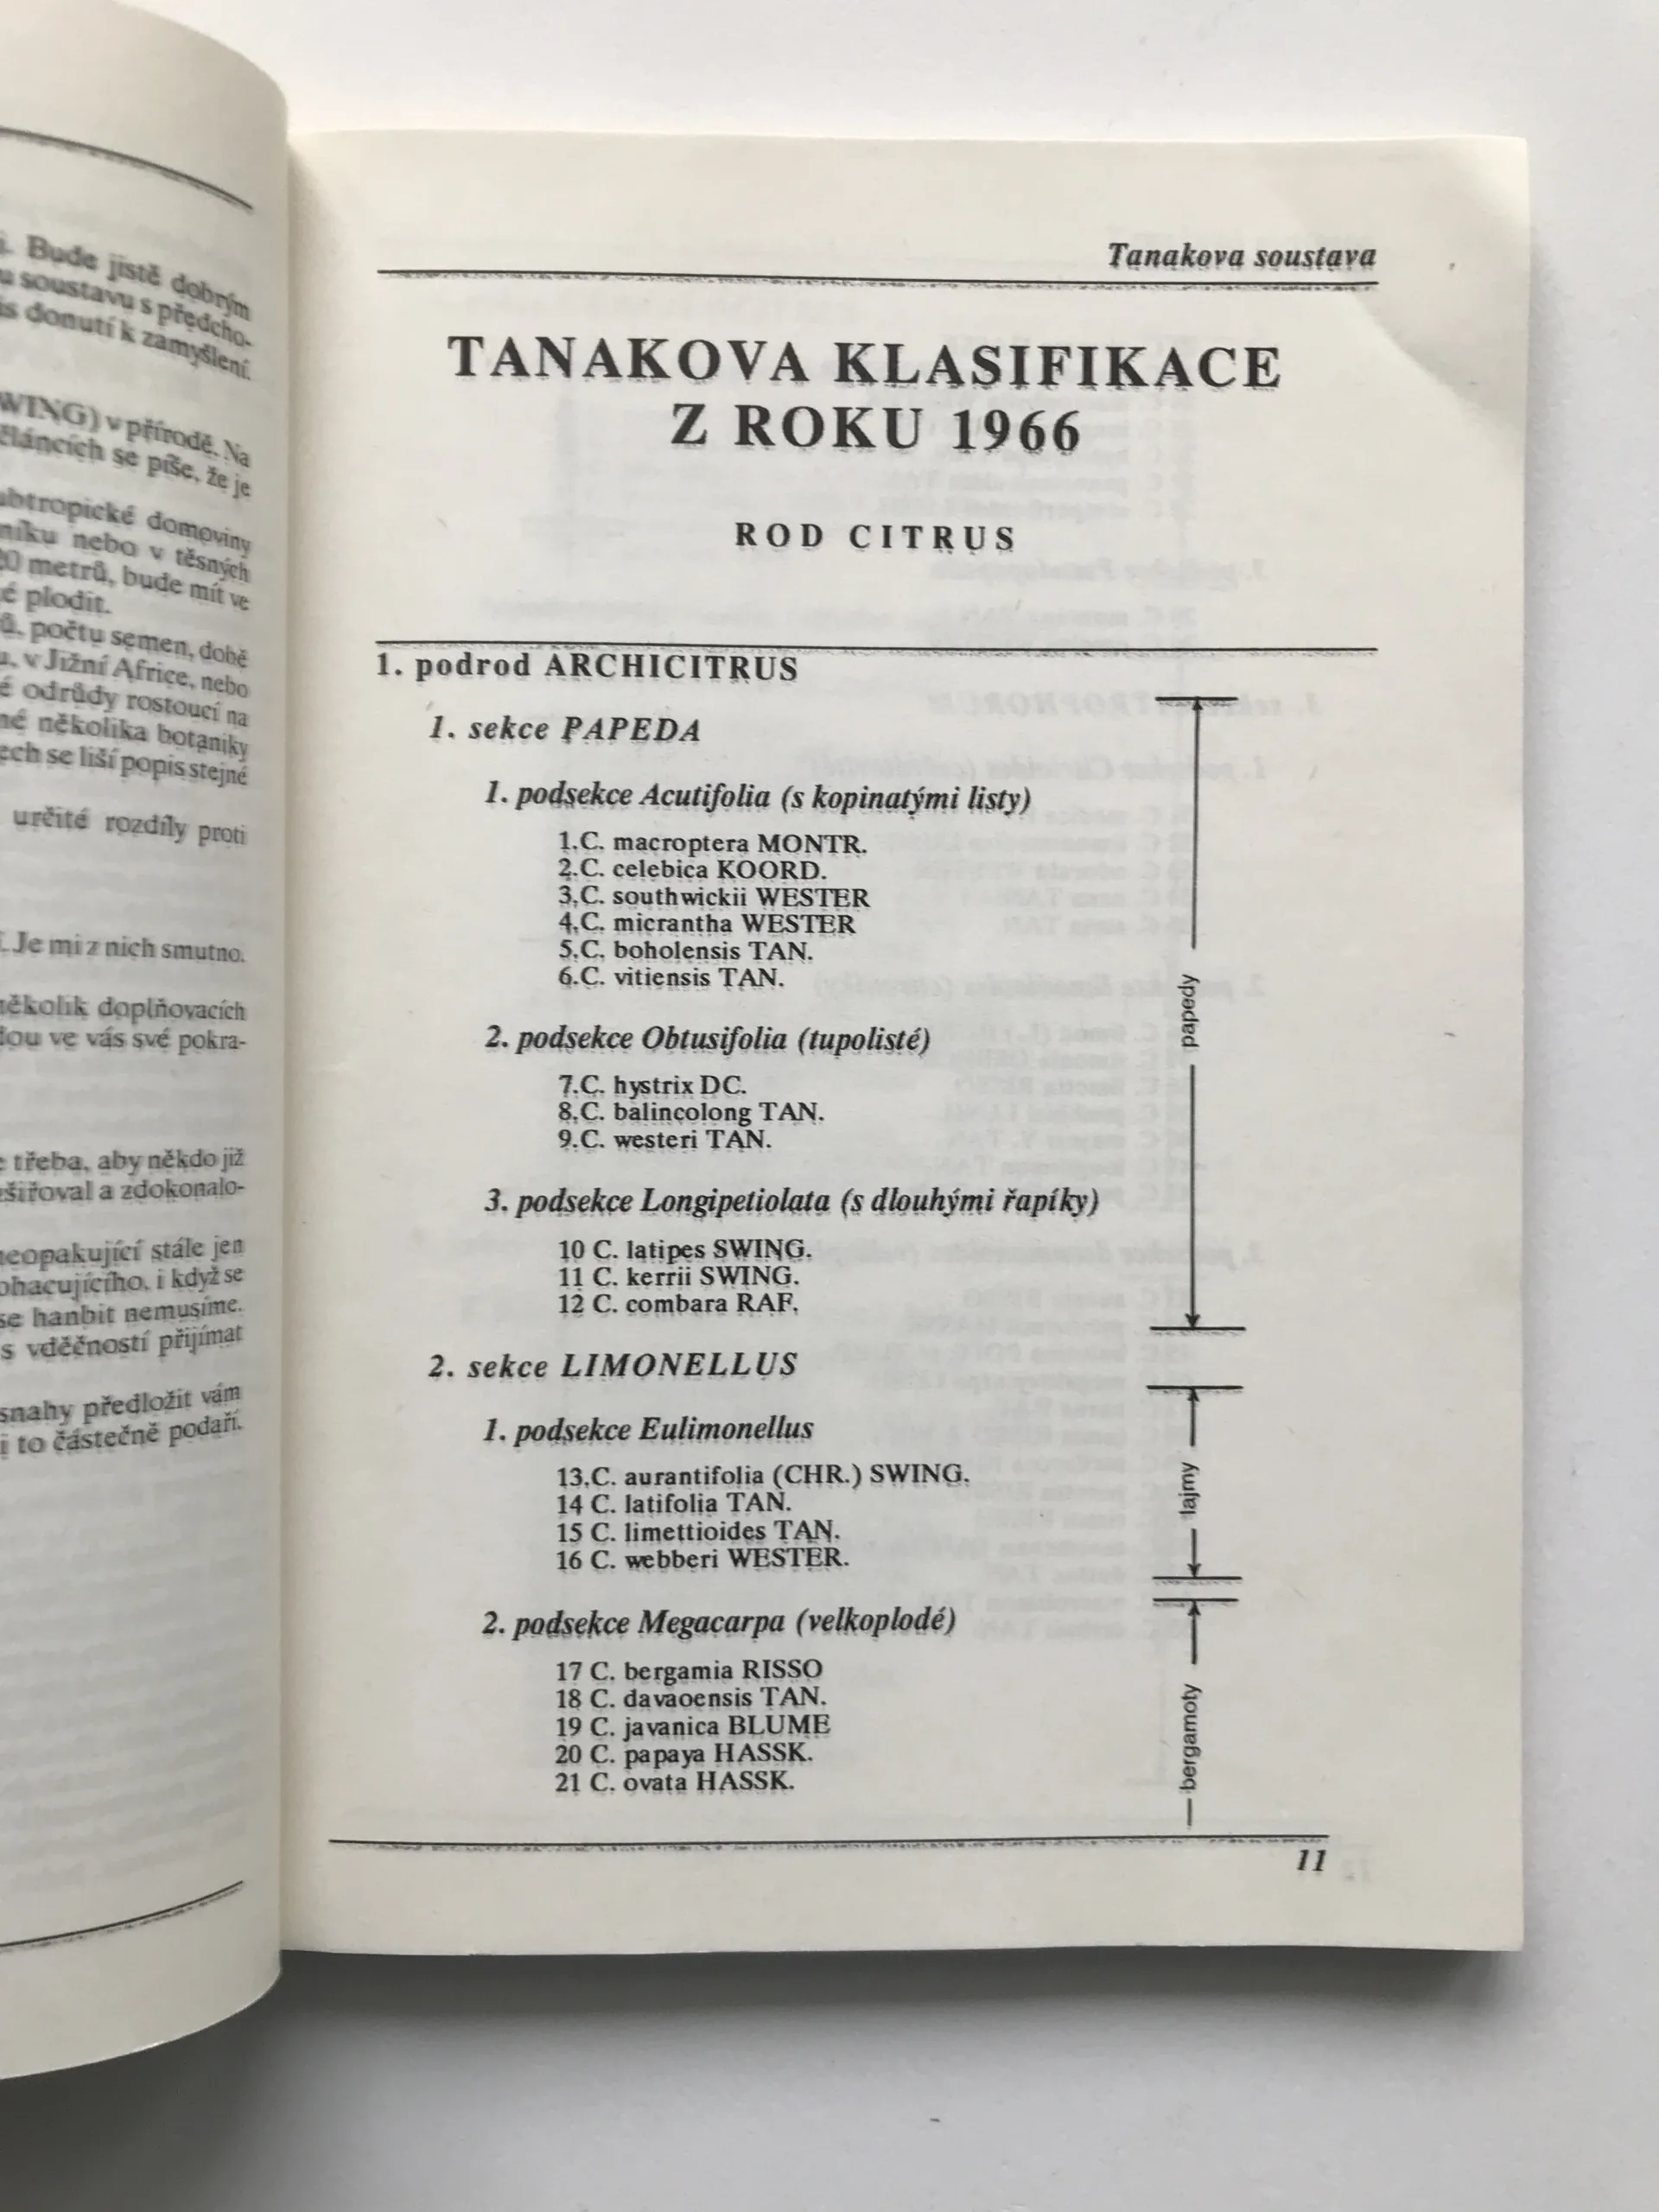 Bude jistě dobrým
soustavu s předcho-
donutí k zamyšlení.
WING) v přírodě. Na
článcích se píše, že je
subtropické domoviny
níku nebo v těsných
20 metrů, bude mít ve
plodit.
počtu semen, době
v Jižní Africe, nebo
odrůdy rostoucí na
několika botaniky
se liší popis stejné
určité rozdíly proti
Je mi z nich smutno.
několik doplňovacích
ve vás své pokra-
třeba, aby někdo již
a zdokonalo-
neopakující stále jen
i když se
se hanbit nemusíme.
s vděčností přijímat
snahy předložit vám
i to částečně podaří.
Tanakova soustava
TANAKOVA KLASIFIKACE
Z ROKU 1966
ROD CITRUS
1. podrod ARCHICITRUS
1. sekce PAPEDA
1. podsekce Acutifolia (s kopinatými listy)
1.C. macroptera MONTR.
2.C. celebica KOORD.
3.C. southwickii WESTER
4.C. micrantha WESTER
5.C. boholensis TAN.
6.C. vitiensis TAN.
2. podsekce Obtusifolia (tupolisté)
7.C. hystrix DC.
8.C. balincolong TAN.
9.C. westeri TAN.
3. podsekce Longipetiolata (s dlouhými řapíky)
10 C. latipes SWING.
11 C. kerrii SWING.
12 C. combara RAF.
papedy
2. sekce LIMONELLUS
1. podsekce Eulimonellus
13.C. aurantifolia (CHR.) SWING.
14 C. latifolia TAN.
15 C. limettioides TAN.
16 C. webberi WESTER.
lajmy
2. podsekce Megacarpa (velkoplodé)
17 C. bergamia RISSO
18 C. davaoensis TAN.
19 C. javanica BLUME
20 C. papaya HASSK.
21 C. ovata HASSK.
bergamoty
11